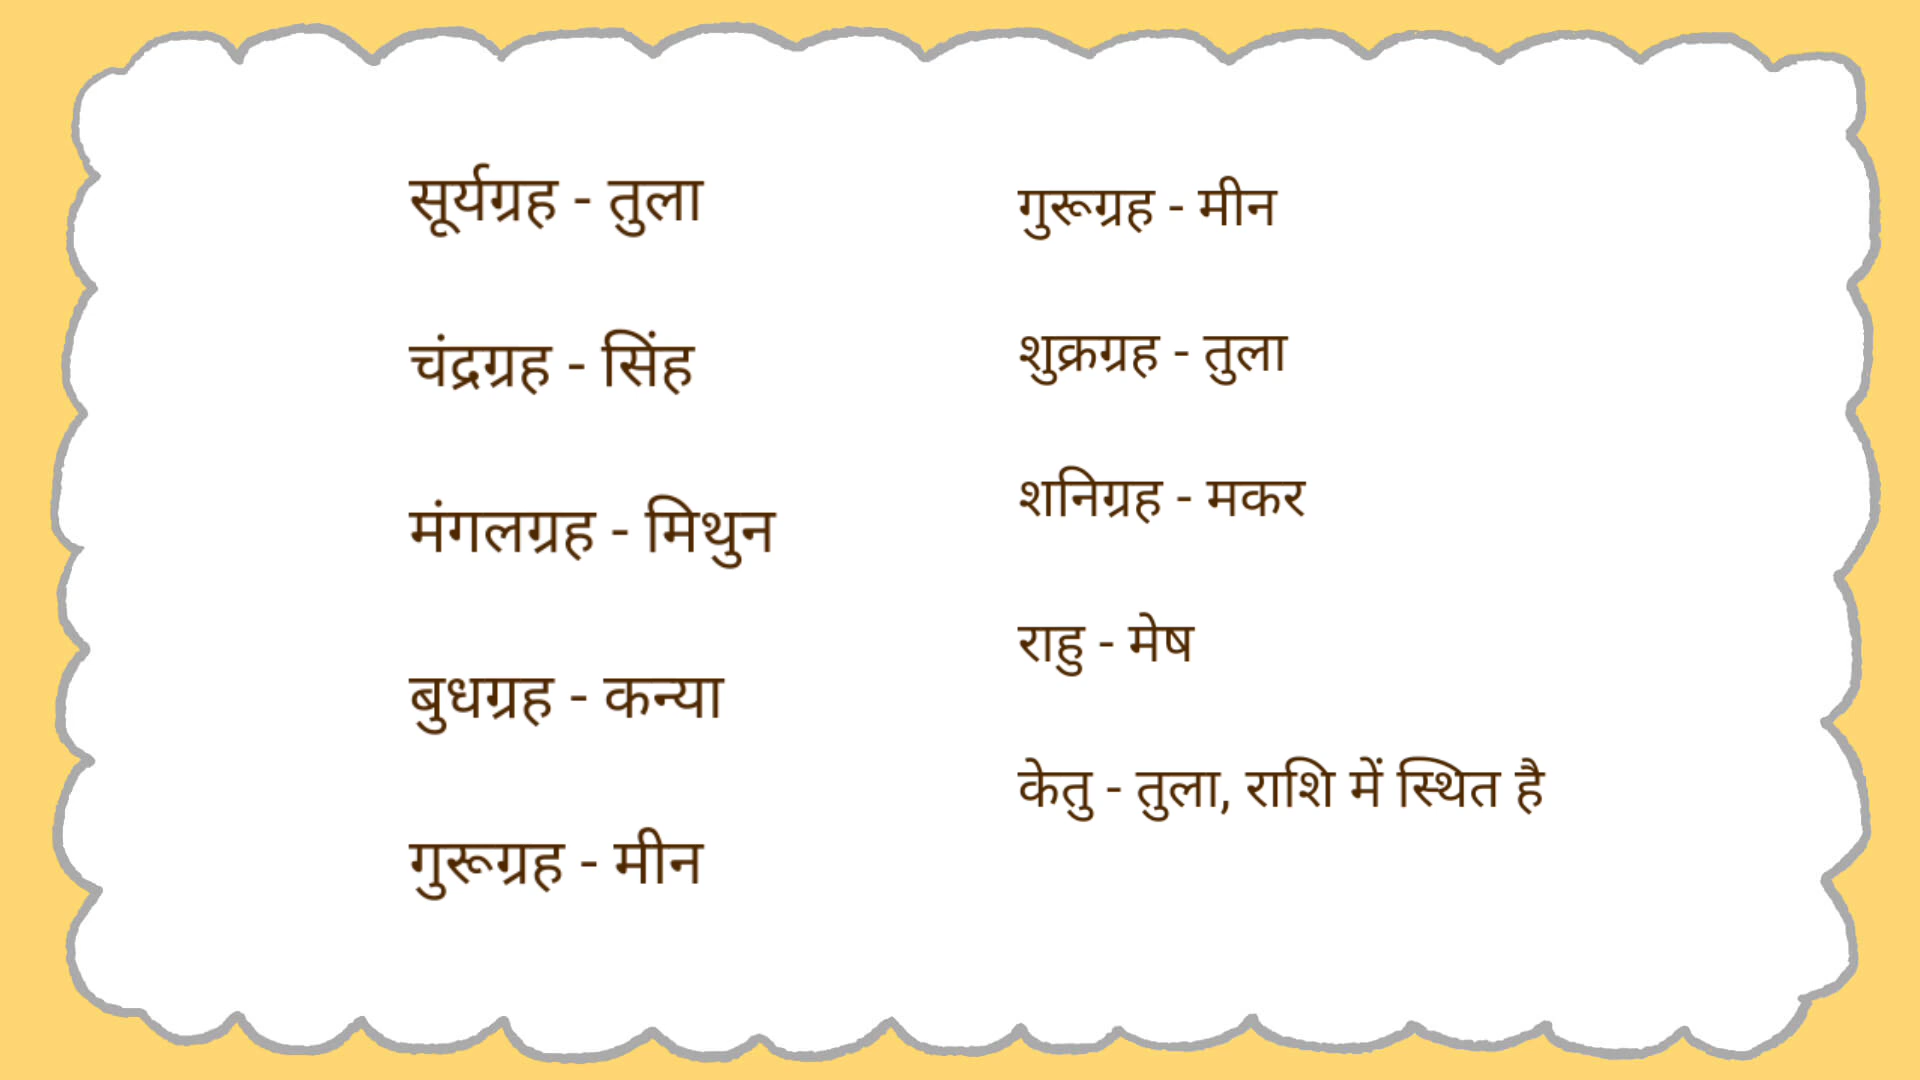 सूर्यग्रह - तुला
चंद्रग्रह - सिंह
मंगलग्रह - मिथुन
बुधग्रह - कन्या
गुरूग्रह - मीन
गुरूग्रह - मीन
शुक्रग्रह - तुला
शनिग्रह - मकर
राहु - मेष
केतु - तुला, राशि में स्थित है